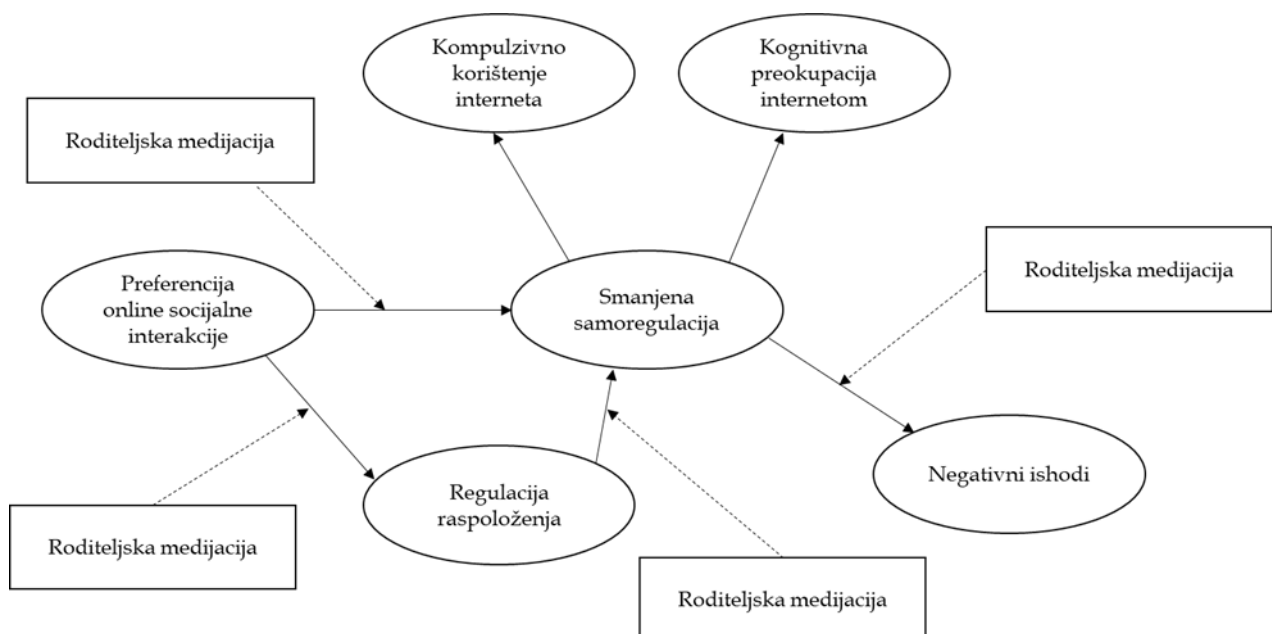 Kompulzivno
korištenje
interneta
Kognitivna
preokupacija
internetom
Roditeljska medijacija
Preferencija
online socijalne
interakcije
Smanjena
samoregulacija
Roditeljska medijacija
Regulacija
raspoloženja
Negativni ishodi
Roditeljska medijacija
Roditeljska medijacija